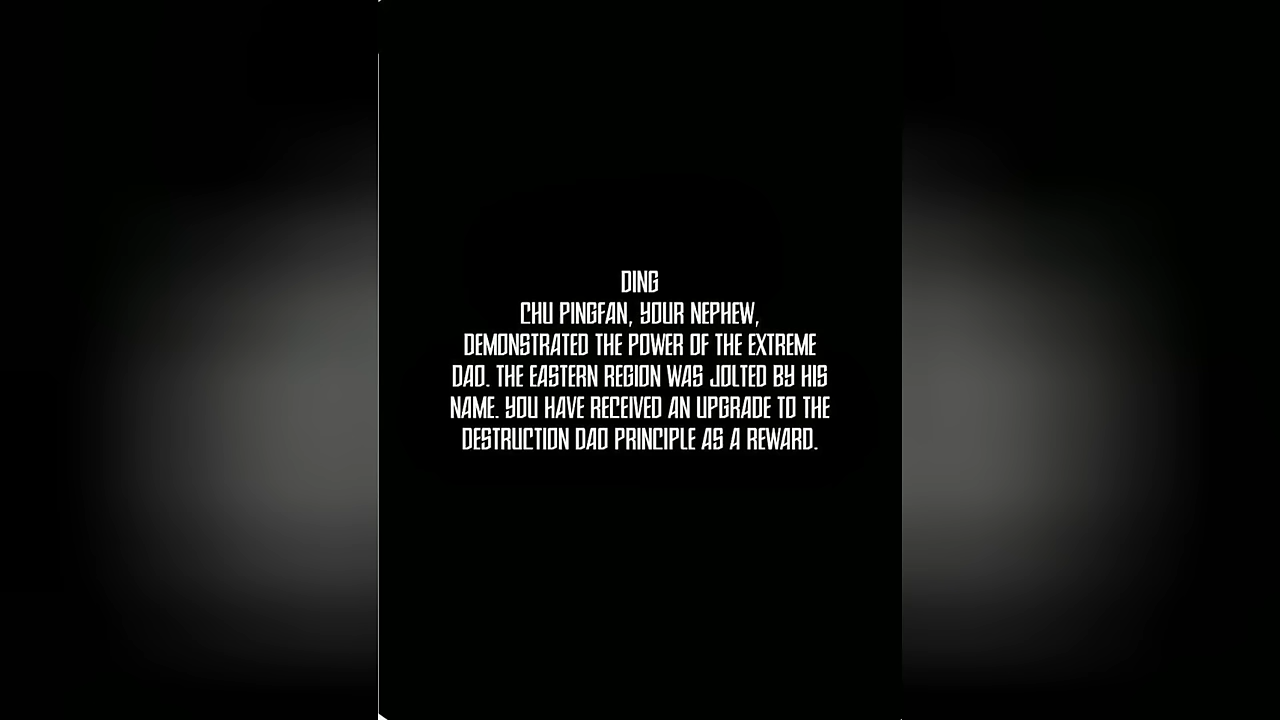 DING
CHU PINGFAN, YOUR NEPHEW,
DEMONSTRATED THE POWER OF THE EXTREME
DAO. THE EASTERN REGION WAS JOLTED BY HIS
NAME. YOU HAVE RECEIVED AN UPGRADE TO THE
DESTRUCTION DAO PRINCIPLE AS A REWARD.